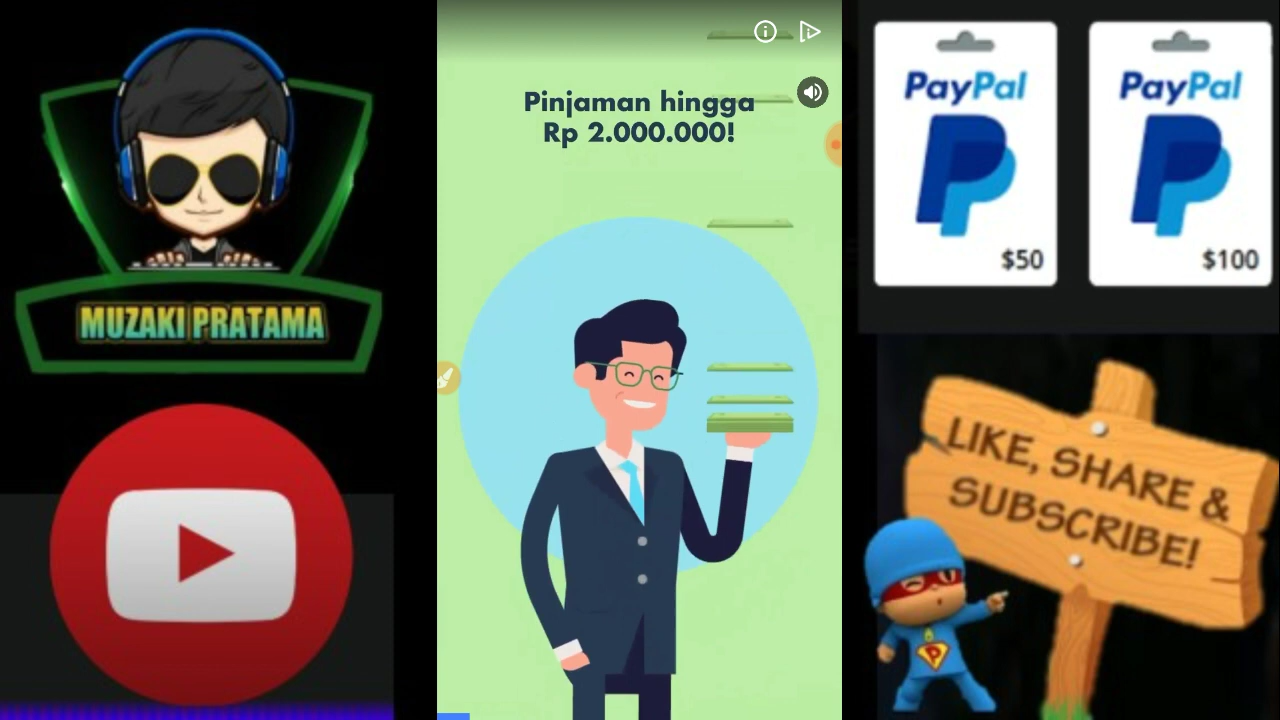 MUZAKI PRATAMA
Pinjaman hingga
Rp 2.000.000!
PayPal
$50
PayPal
$100
LIKE, SHARE &
SUBSCRIBE!
P